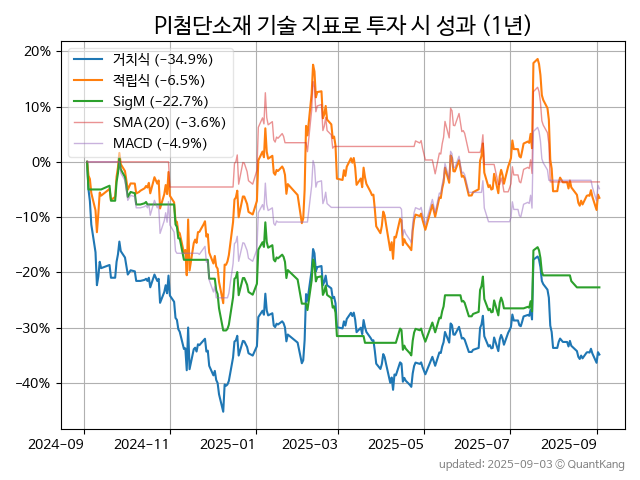 PI첨단소재 기술 지표로 투자 시 성과 (1년)
거치식 (−34.9%)
적립식 (−6.5%)
SigM (−22.7%)
SMA(20) (−3.6%)
MACD (−4.9%)
20%
10%
0%
−10%
−20%
−30%
−40%
2024-09 2024-11 2025-01 2025-03 2025-05 2025-07 2025-09
updated: 2025-09-03 © QuantKang